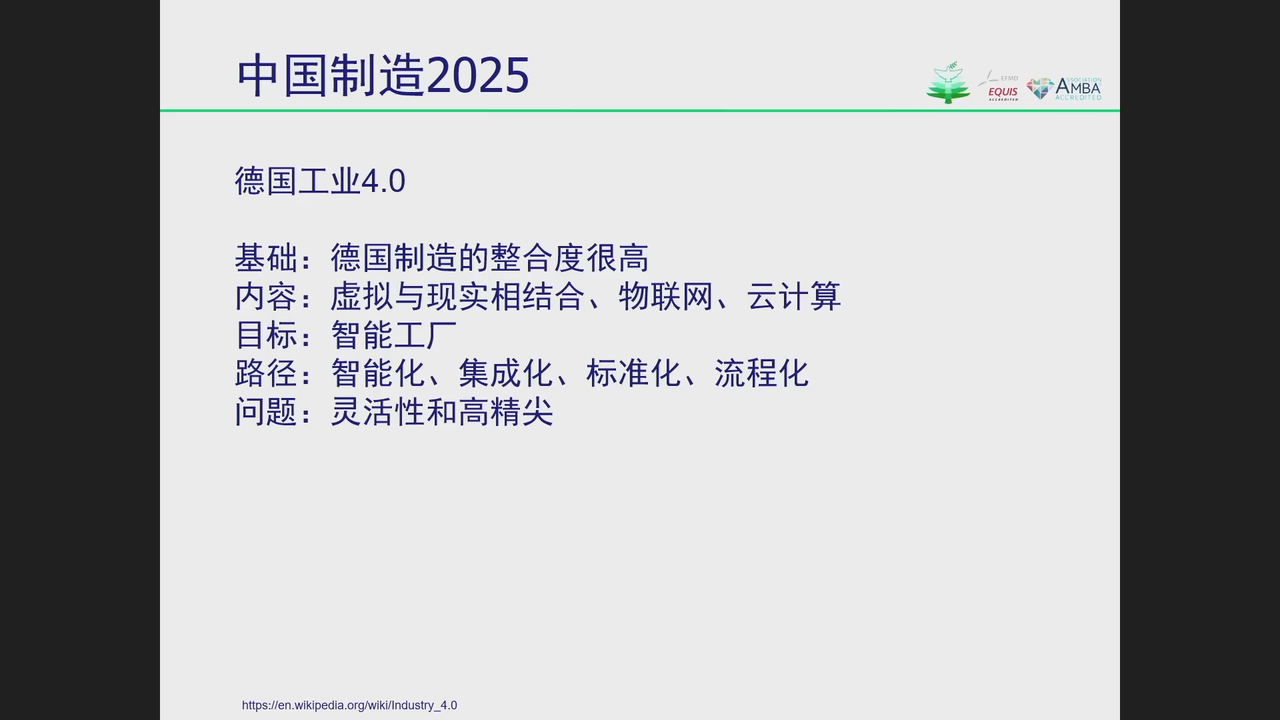 中国制造2025
EFMD
EQUIS
ACCREDITED
ASSOCIATION
AMBA
ACCREDITED
德国工业4.0
基础：德国制造的整合度很高
内容：虚拟与现实相结合、物联网、云计算
目标：智能工厂
路径：智能化、集成化、标准化、流程化
问题：灵活性和高精尖
https://en.wikipedia.org/wiki/Industry_4.0